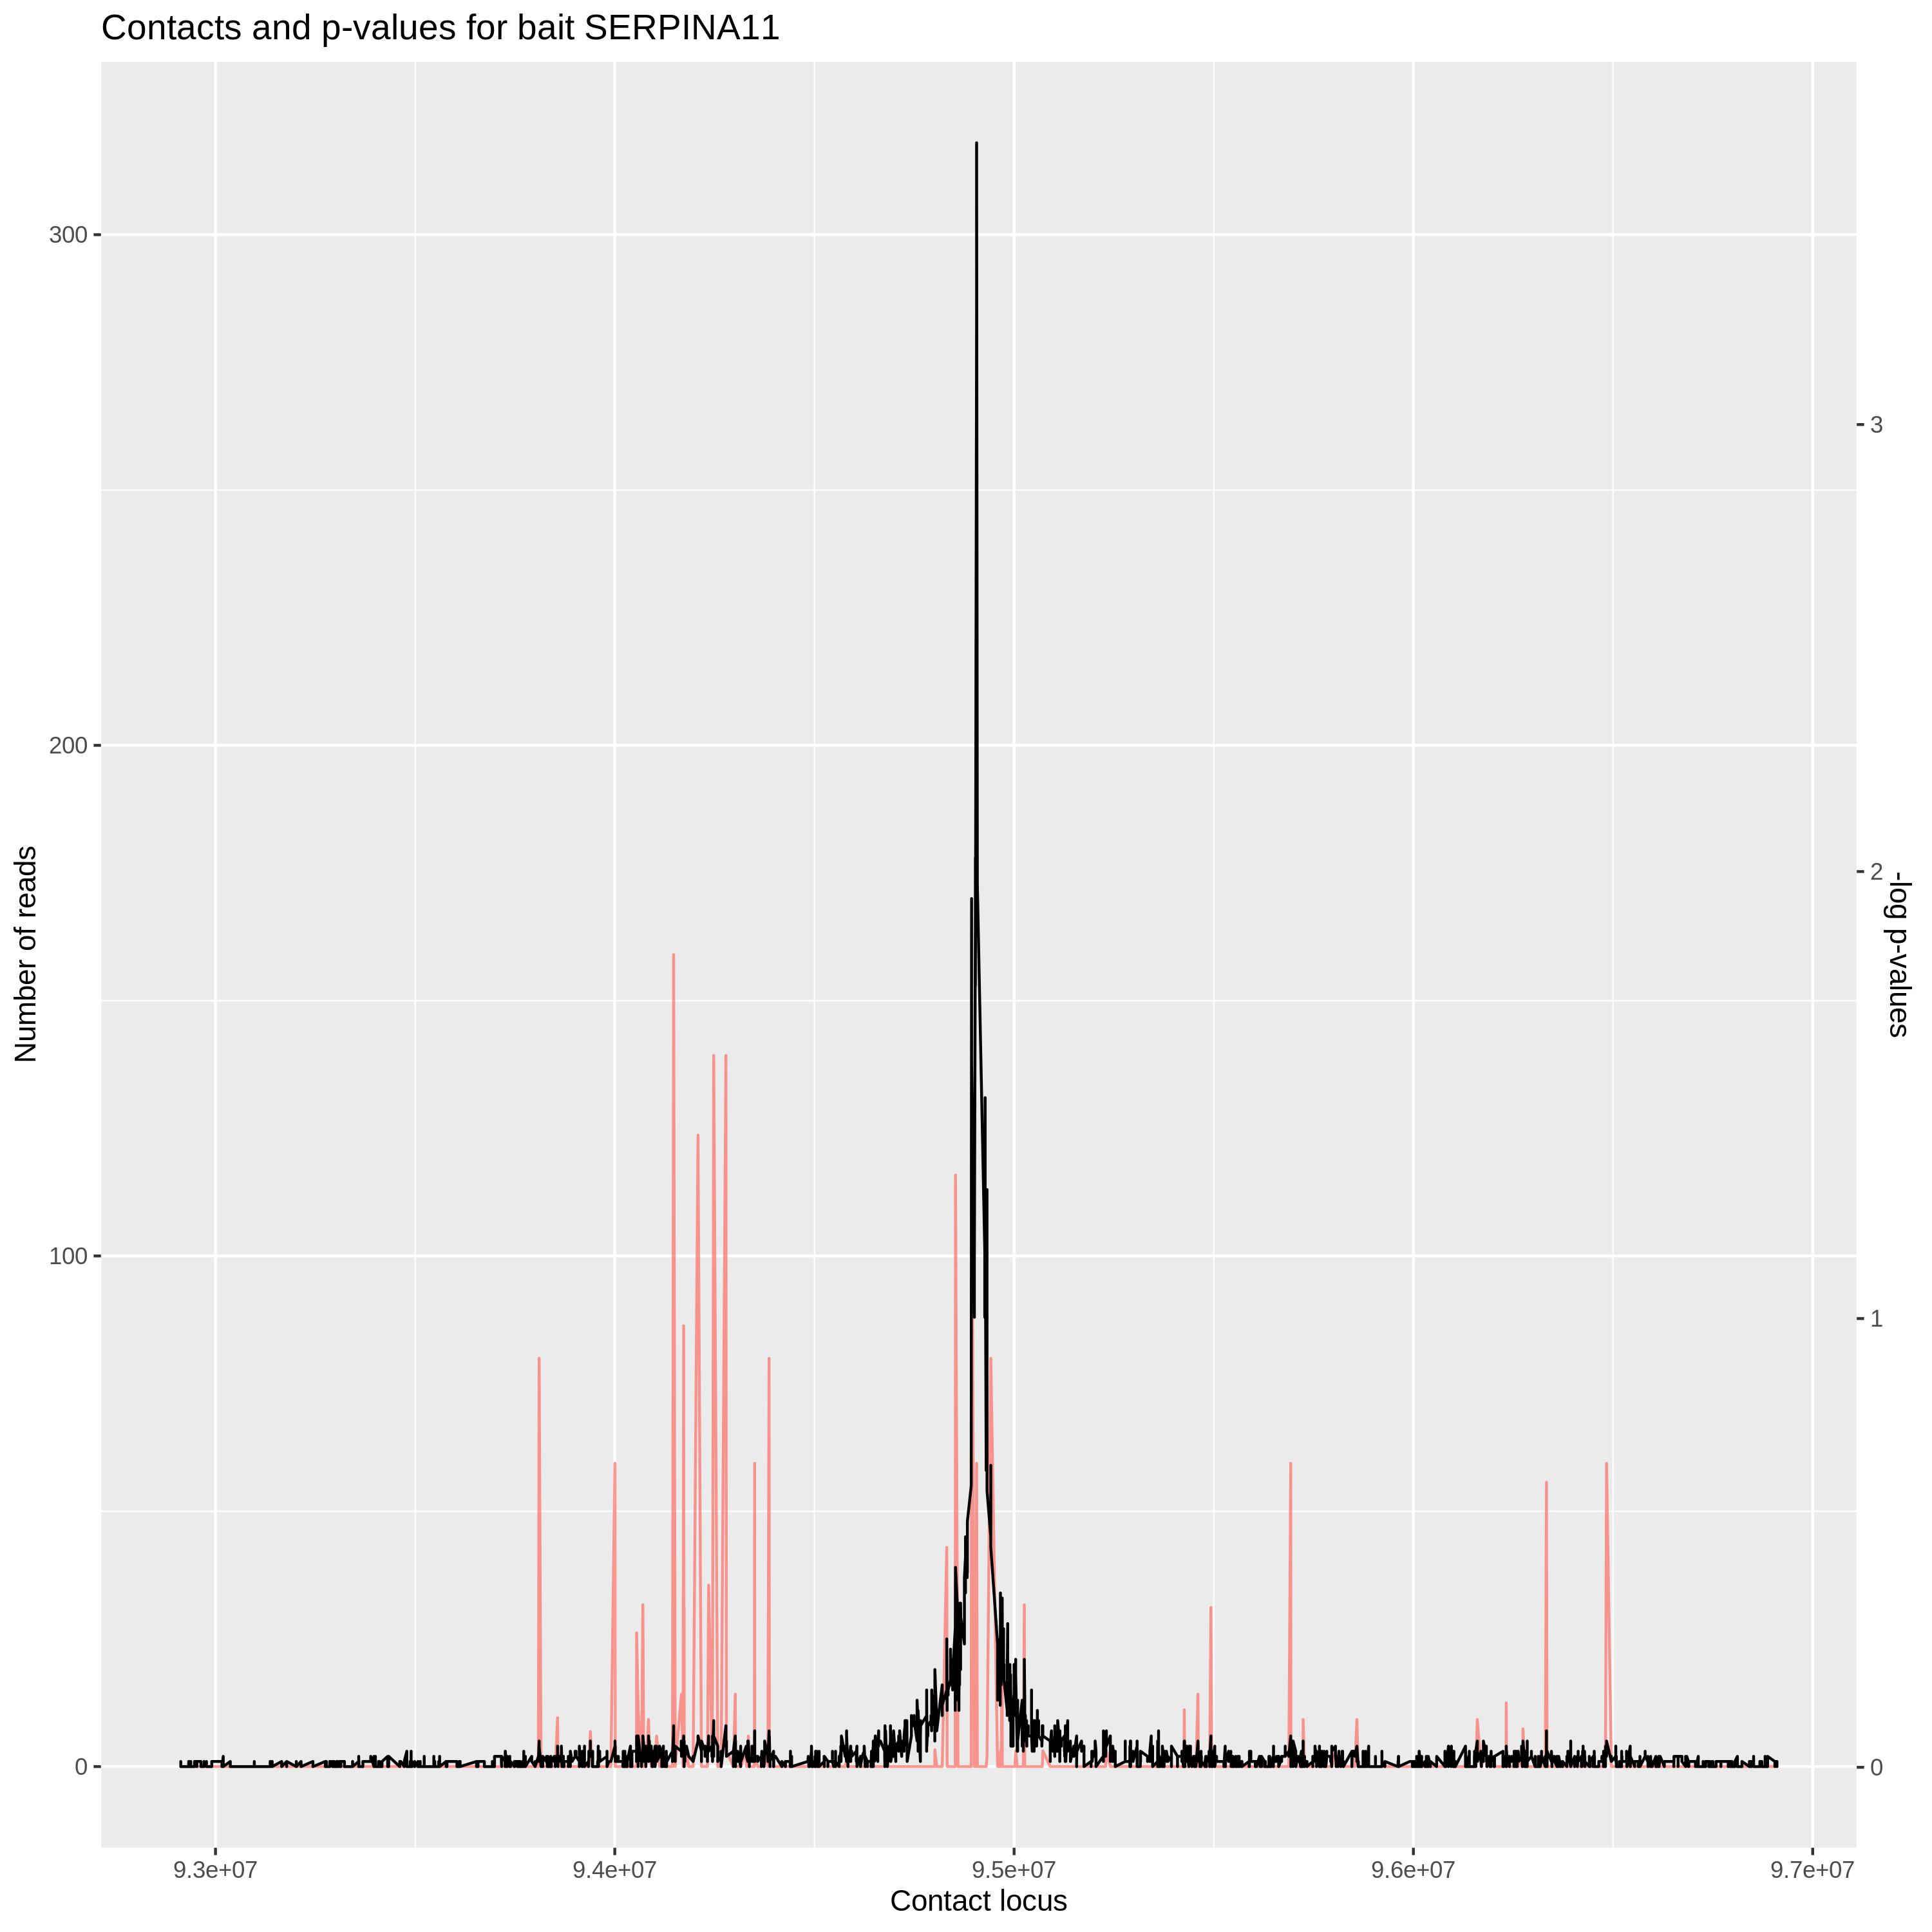 Contacts and p-values for bait SERPINA11
300
200
100
0
Number of reads
3
2
1
0
-log p-values
9.3e+07
9.4e+07
9.5e+07
9.6e+07
9.7e+07
Contact locus